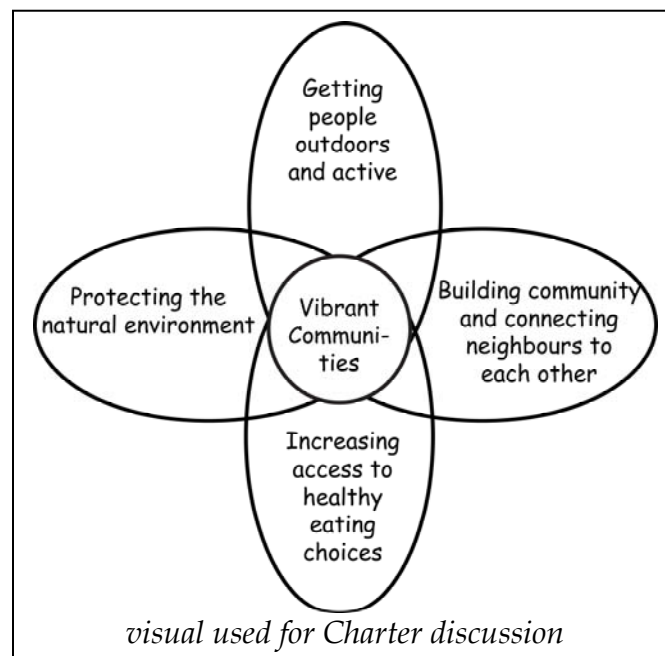 Getting
people
outdoors
and active
Protecting the
natural environment
Vibrant
Communi-
ties
Building community
and connecting
neighbours to
each other
Increasing
access to
healthy
eating
choices
visual used for Charter discussion